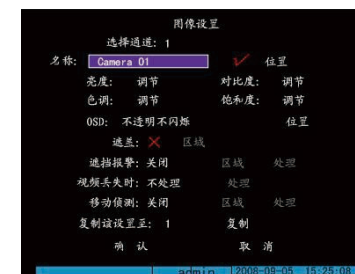 图像设置
选择通道: 1
名称: Camera 01 位置
亮度: 调节 对比度: 调节
色调: 调节 饱和度: 调节
OSD: 不透明不闪烁 位置
遮盖: 区域
遮挡报警: 关闭 区域 处理
视频丢失时: 不处理 处理
移动侦测: 关闭 区域 处理
复制该设置至: 1 复制
确 认 取 消
admin 2008-09-05 15:25:08